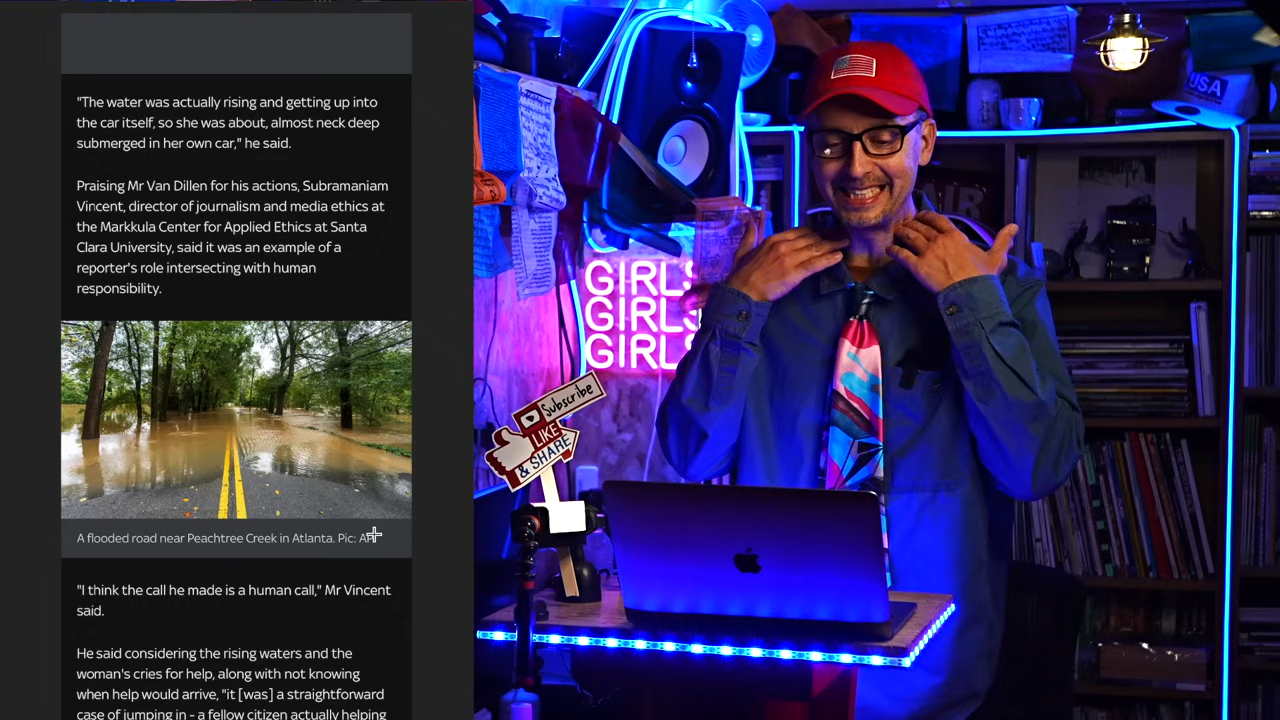 "The water was actually rising and getting up into
the car itself, so she was about, almost neck deep
submerged in her own car," he said.
Praising Mr Van Dillen for his actions, Subramaniam
Vincent, director of journalism and media ethics at
the Markkula Center for Applied Ethics at Santa
Clara University, said it was an example of a
reporter's role intersecting with human
responsibility.
A flooded road near Peachtree Creek in Atlanta. Pic:
"I think the call he made is a human call," Mr Vincent
said.
He said considering the rising waters and the
woman's cries for help, along with not knowing
when help would arrive, "it [was] a straightforward
case of jumping in - a fellow citizen actually helping
GIRLS
GIRLS
GIRLS
Subscribe
LIKE
& SHARE
USA